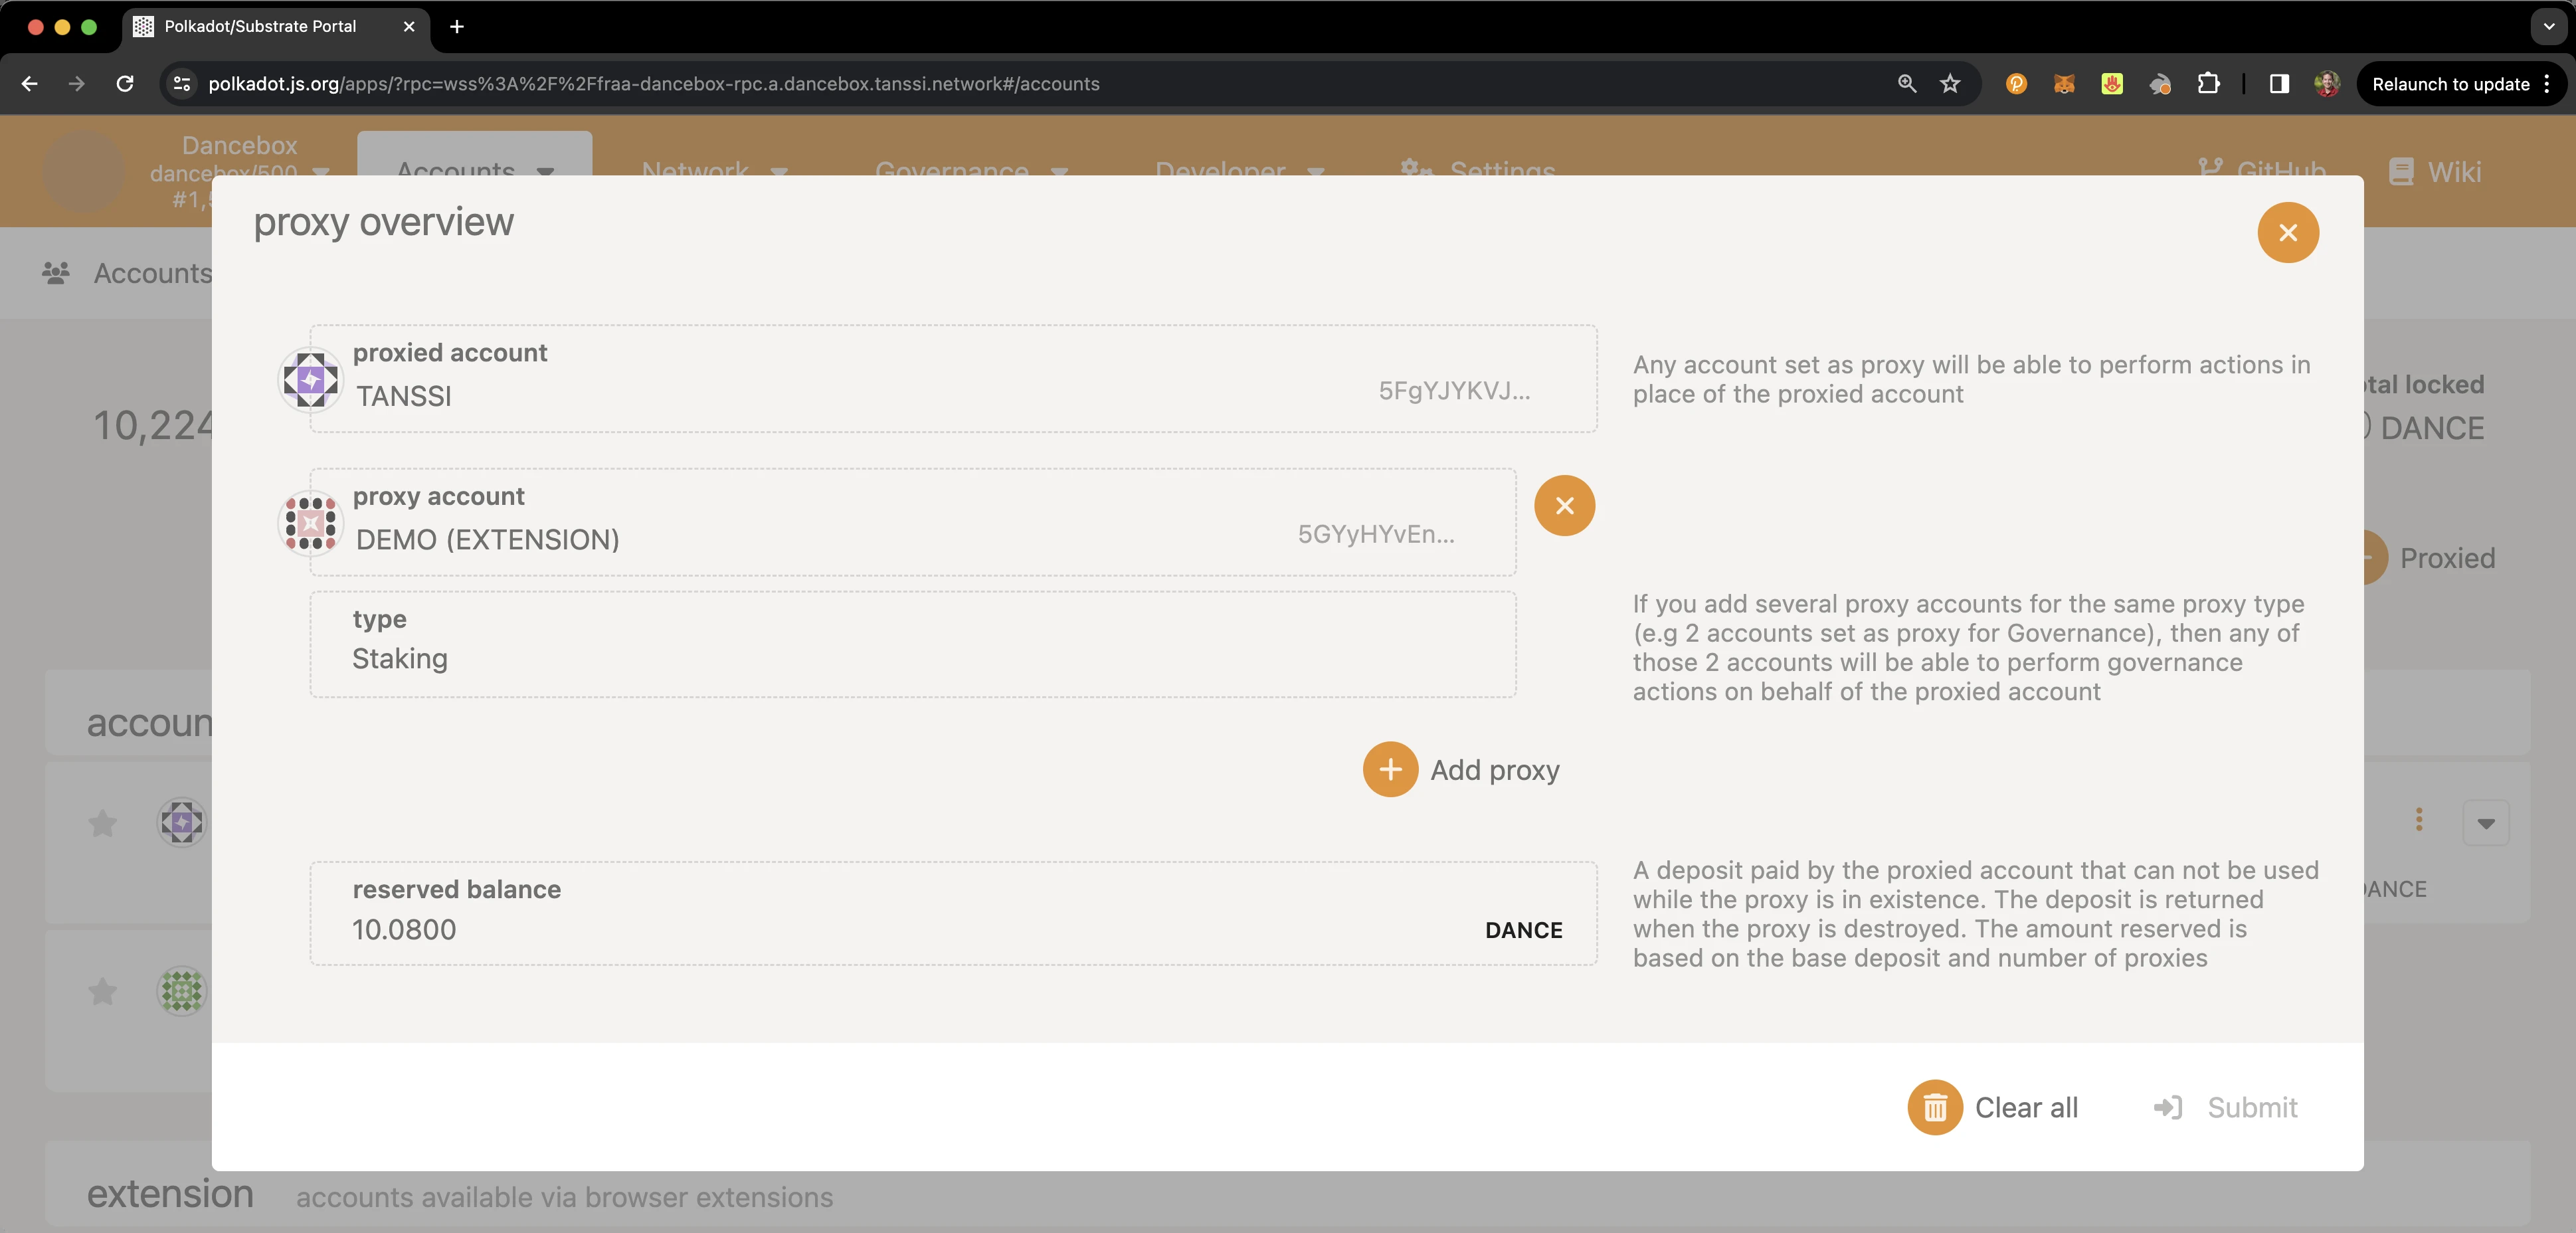 Polkadot/Substrate Portal
polkadot.js.org/apps/?rpc=wss%3A%2F%2Ffraa-dancebox-rpc.a.dancebox.tanssi.network#/accounts
Relaunch to update
Dancebox
dancebox/500
Accounts
Network
Governance
Developer
Settings
GitHub
Wiki
Accounts
proxy overview
proxied account
TANSSI
5FgYJYKVJ...
Any account set as proxy will be able to perform actions in
place of the proxied account
10,224
DANCE
locked
proxy account
DEMO (EXTENSION)
5GYyHYvEn...
Proxied
type
Staking
If you add several proxy accounts for the same proxy type
(e.g 2 accounts set as proxy for Governance), then any of
those 2 accounts will be able to perform governance
actions on behalf of the proxied account
Add proxy
reserved balance
10.0800
DANCE
A deposit paid by the proxied account that can not be used
while the proxy is in existence. The deposit is returned
when the proxy is destroyed. The amount reserved is
based on the base deposit and number of proxies
Clear all
Submit
extension
accounts available via browser extensions